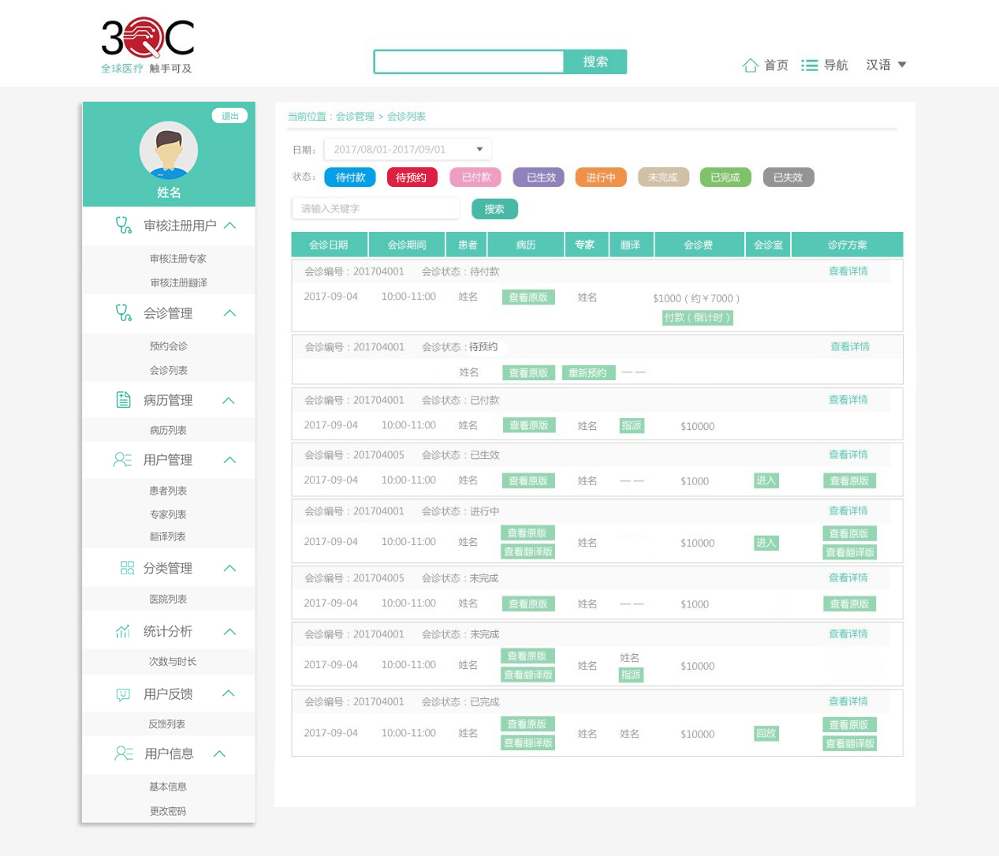 3QC
全球医疗 触手可及
搜索
首页 导航 汉语
退出
姓名
审核注册用户
审核注册专家
审核注册翻译
会诊管理
预约会诊
会诊列表
病历管理
病历列表
用户管理
患者列表
专家列表
翻译列表
分类管理
医院列表
统计分析
次数与时长
用户反馈
反馈列表
用户信息
基本信息
更改密码
当前位置：会诊管理 > 会诊列表
日期： 2017/08/01-2017/09/01
状态： 待付款 待预约 已付款 已生效 进行中 未完成 已完成 已失效
请输入关键字 搜索
会诊日期 会诊期间 患者 病历 专家 翻译 会诊费 会诊室 诊疗方案
会诊编号：201704001 会诊状态：待付款 查看详情
2017-09-04 10:00-11:00 姓名 查看原版 姓名 $1000（约￥7000）
付款（倒计时）
会诊编号：201704001 会诊状态：待预约 查看详情
姓名 查看原版 重新预约 — —
会诊编号：201704001 会诊状态：已付款 查看详情
2017-09-04 10:00-11:00 姓名 查看原版 姓名 指派 $10000
会诊编号：201704005 会诊状态：已生效 查看详情
2017-09-04 10:00-11:00 姓名 查看原版 姓名 — — $1000 进入 查看原版
会诊编号：201704001 会诊状态：进行中 查看详情
查看原版 查看原版
2017-09-04 10:00-11:00 姓名 姓名 $10000 进入
查看翻译版 查看翻译版
会诊编号：201704005 会诊状态：未完成 查看详情
2017-09-04 10:00-11:00 姓名 查看原版 姓名 — — $1000 查看原版
会诊编号：201704001 会诊状态：未完成 查看详情
查看原版 姓名
2017-09-04 10:00-11:00 姓名 姓名 $10000
查看翻译版 指派
会诊编号：201704001 会诊状态：已完成 查看详情
查看原版 查看原版
2017-09-04 10:00-11:00 姓名 姓名 姓名 $10000 回放
查看翻译版 查看翻译版